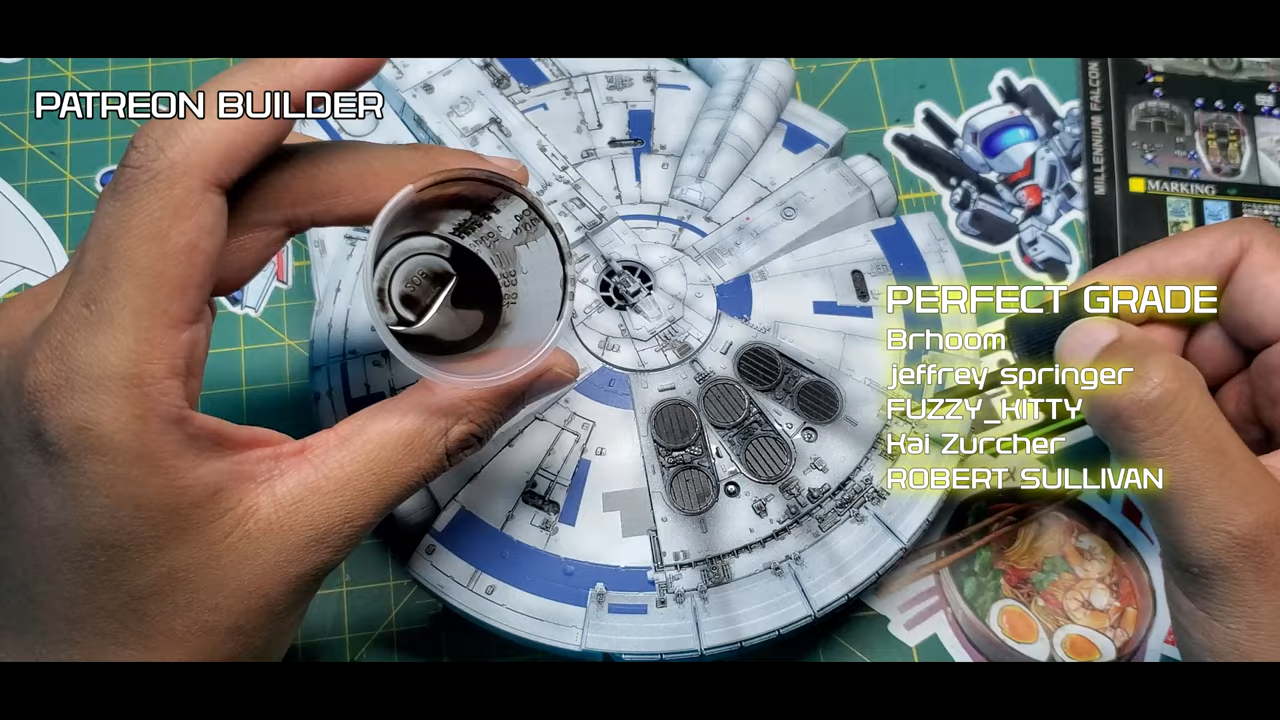 PATREON BUILDER
MILLENNIUM FALCON
MARKING
PERFECT GRADE
Brhoom
jeffrey springer
FUZZY_KITTY
Kai Zurcher
ROBERT SULLIVAN